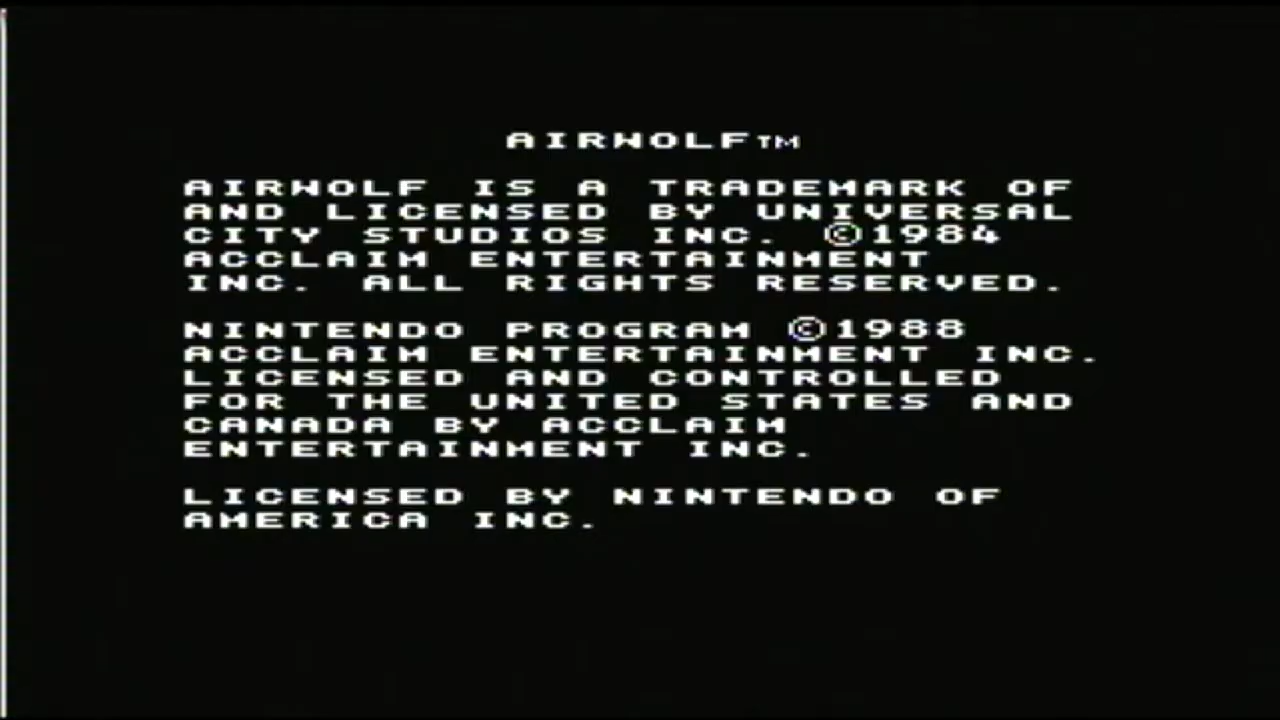 AIRWOLF™
AIRWOLF IS A TRADEMARK OF
AND LICENSED BY UNIVERSAL
CITY STUDIOS INC. ©1984
ACCLAIM ENTERTAINMENT
INC. ALL RIGHTS RESERVED.
NINTENDO PROGRAM ©1988
ACCLAIM ENTERTAINMENT INC.
LICENSED AND CONTROLLED
FOR THE UNITED STATES AND
CANADA BY ACCLAIM
ENTERTAINMENT INC.
LICENSED BY NINTENDO OF
AMERICA INC.